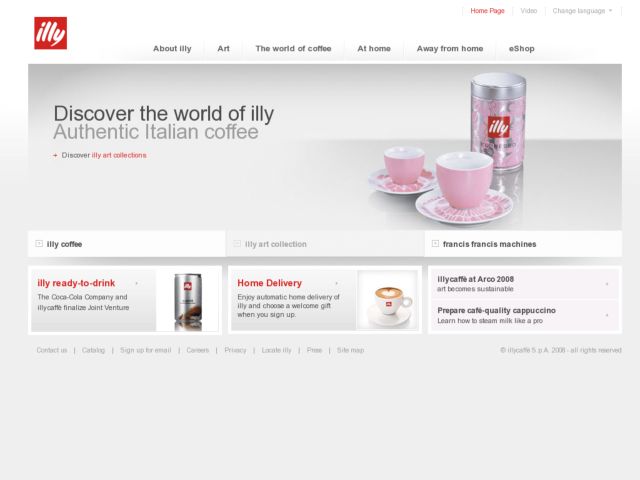 Home Page
Video
Change language
illy
About illy
Art
The world of coffee
At home
Away from home
eShop
Discover the world of illy
Authentic Italian coffee
+ Discover illy art collections
illy
illy coffee
illy art collection
francis francis machines
illy ready-to-drink
The Coca-Cola Company and
illycaffè finalize Joint Venture
Home Delivery
Enjoy automatic home delivery of
illy and choose a welcome gift
when you sign up.
illycaffè at Arco 2008
art becomes sustainable
Prepare café-quality cappuccino
Learn how to steam milk like a pro
Contact us | Catalog | Sign up for email | Careers | Privacy | Locate illy | Press | Site map
© illycaffè S.p.A. 2008 - all rights reserved